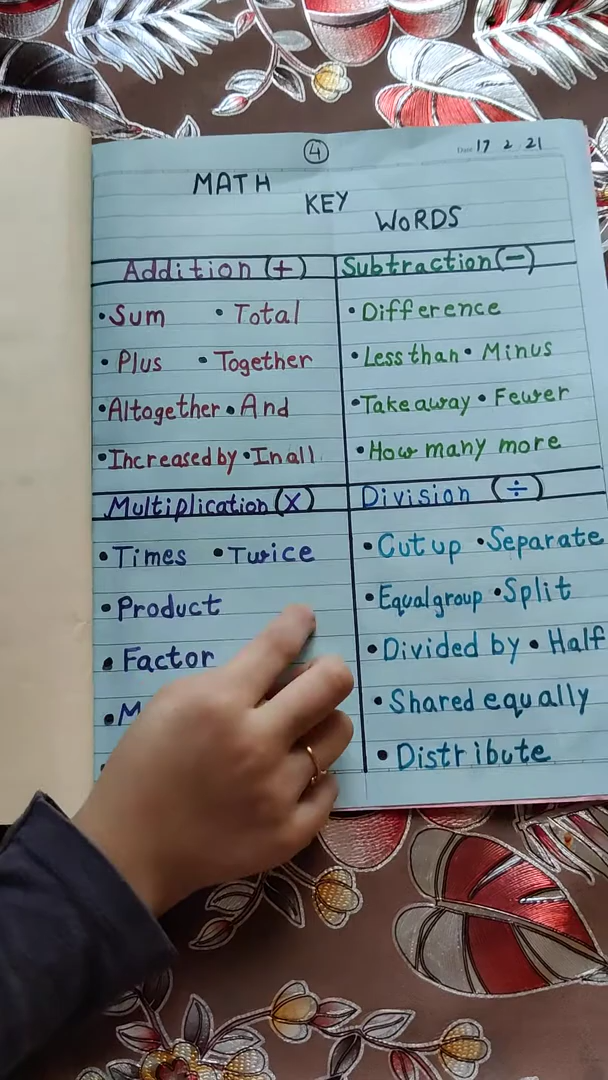 4
Date 17 2 21
MATH
KEY
WORDS
Addition (+)
• Sum • Total
• Plus • Together
• Altogether • And
• Increased by • In all
Subtraction (−)
• Difference
• Less than • Minus
• Take away • Fewer
• How many more
Multiplication (x)
• Times • Twice
• Product
• Factor
• M
Division (÷)
• Cut up • Separate
• Equal group • Split
• Divided by • Half
• Shared equally
• Distribute